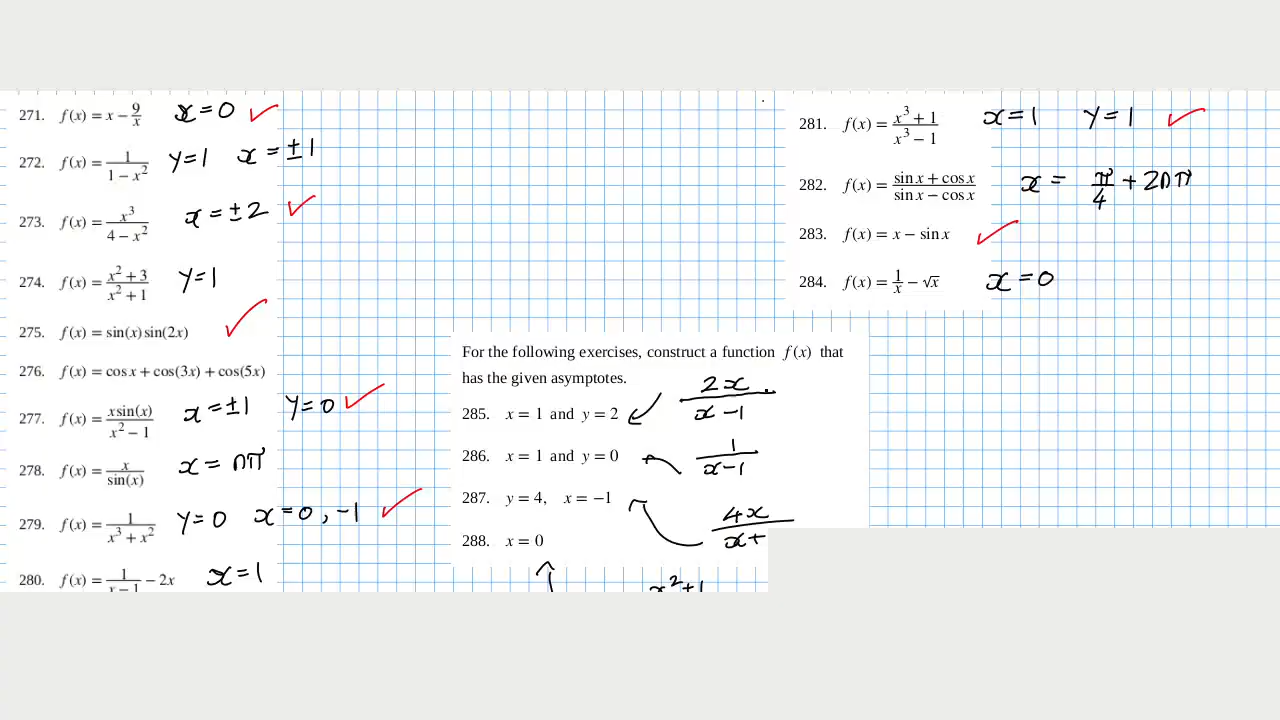 271. f(x) = x − 9/x x = 0
272. f(x) = 1/(1 − x²) y = 1 x = ±1
273. f(x) = x³/(4 − x²) x = ±2
274. f(x) = (x² + 3)/(x² + 1) y = 1
275. f(x) = sin(x) sin(2x)
276. f(x) = cos x + cos(3x) + cos(5x)
277. f(x) = x sin(x)/(x² − 1) x = ±1 y = 0
278. f(x) = x/sin(x) x = nπ
279. f(x) = 1/(x³ + x²) y = 0 x = 0, −1
280. f(x) = 1/(x − 1) − 2x x = 1
281. f(x) = (x³ + 1)/(x³ − 1) x = 1 y = 1
282. f(x) = (sin x + cos x)/(sin x − cos x) x = π/4 + 2nπ
283. f(x) = x − sin x
284. f(x) = 1/x − √x x = 0
For the following exercises, construct a function f(x) that
has the given asymptotes.
285. x = 1 and y = 2 2x/(x − 1)
286. x = 1 and y = 0 1/(x − 1)
287. y = 4, x = −1 4x/(x +
288. x = 0
x² + 1